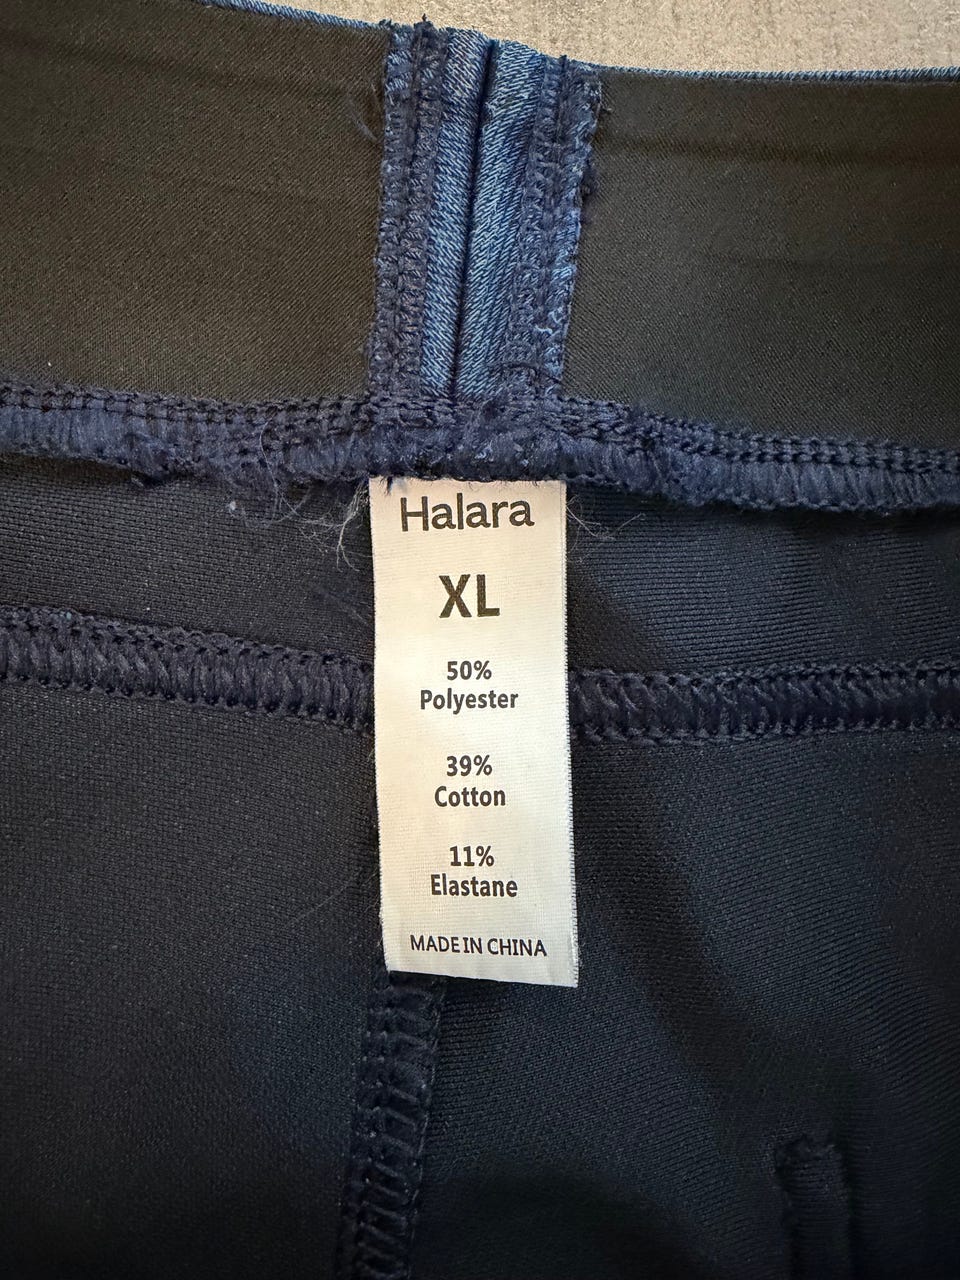 Halara
XL
50%
Polyester
39%
Cotton
11%
Elastane
MADE IN CHINA